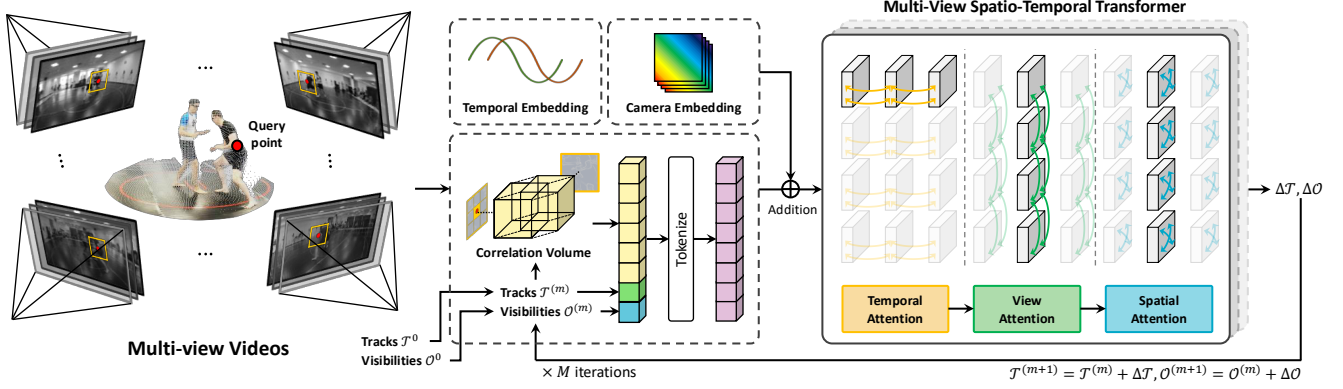 Multi-View Spatio-Temporal Transformer
...
...
Query
point
...
...
...
Multi-view Videos
Temporal Embedding
Camera Embedding
Correlation Volume
Tracks 𝒯^(m)
Visibilities 𝒪^(m)
Tokenize
Tracks 𝒯^0
Visibilities 𝒪^0
× M iterations
Addition
Temporal
Attention
View
Attention
Spatial
Attention
Δ𝒯, Δ𝒪
𝒯^(m+1) = 𝒯^(m) + Δ𝒯, 𝒪^(m+1) = 𝒪^(m) + Δ𝒪